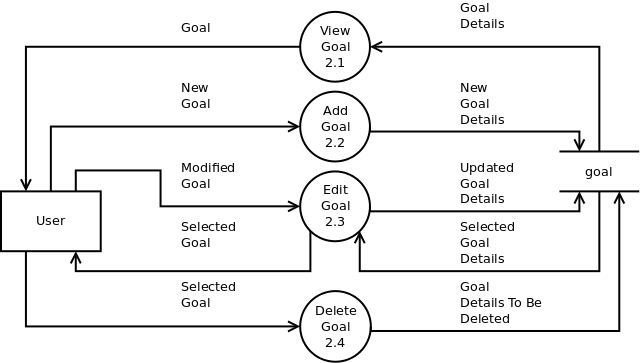 Goal
View
Goal
2.1
Goal
Details
New
Goal
Add
Goal
2.2
New
Goal
Details
Modified
Goal
Edit
Goal
2.3
Updated
Goal
Details
goal
User
Selected
Goal
Selected
Goal
Details
Selected
Goal
Delete
Goal
2.4
Goal
Details To Be
Deleted